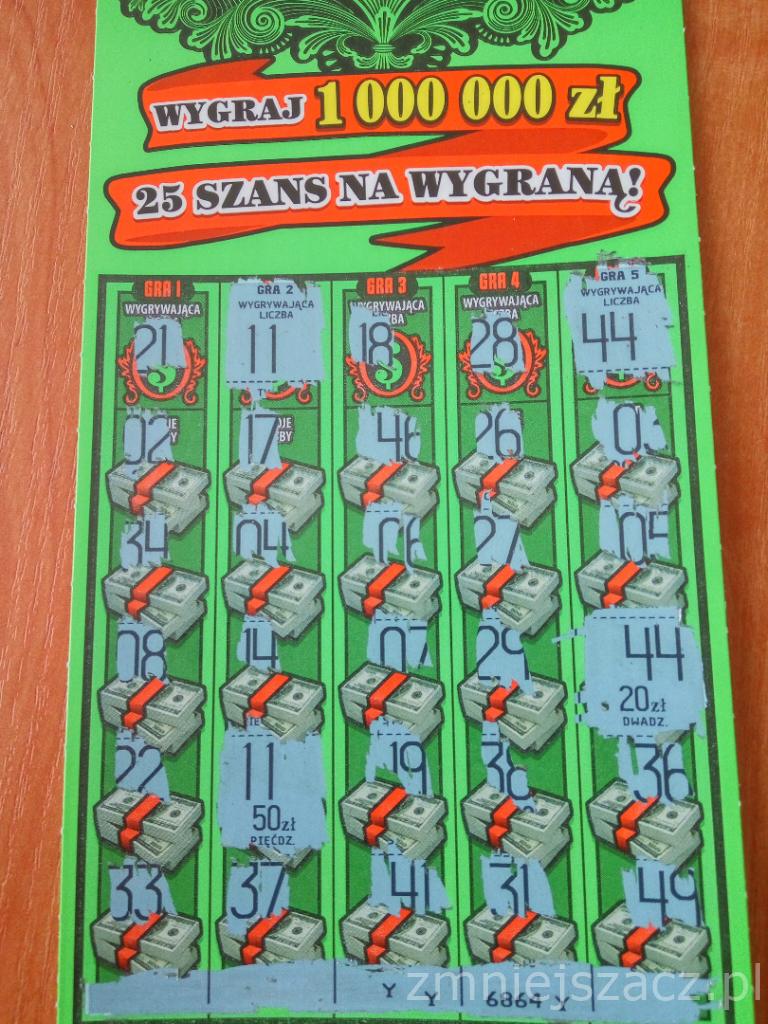 WYGRAJ 1 000 000 zł
25 SZANS NA WYGRANĄ!
GRA 1 GRA 2 GRA 3 GRA 4 GRA 5
WYGRYWAJĄCA WYGRYWAJĄCA LICZBA WYGRYWAJĄCA WYGRYWAJĄCA WYGRYWAJĄCA LICZBA
21 11 18 28 44
02 17 46 26 03
34 04 06 27 05
08 14 07 29 44
20zł
DWADZ.
22 11 19 38 36
50zł
PIĘĆDZ.
33 37 41 31 49
Y Y 6864 Y
zmniejszacz.pl